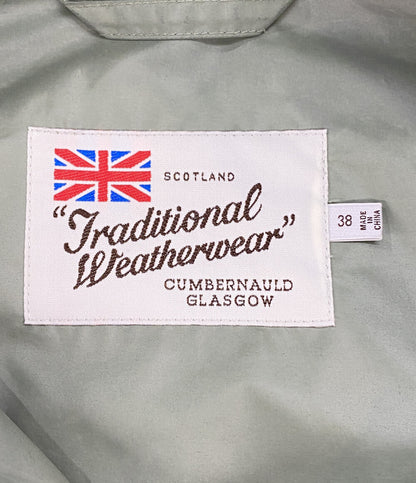 SCOTLAND
"Traditional
Weatherwear"
CUMBERNAULD
GLASGOW
38
MADE
IN
CHINA